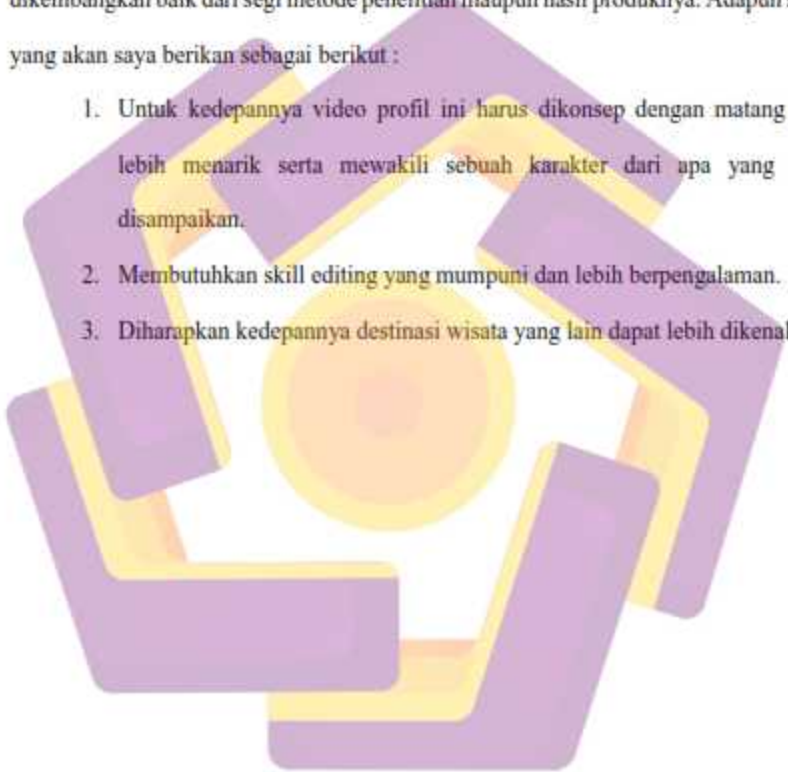 dikembangkan baik dari segi metode penelitian maupun hasil produknya. Adapun
yang akan saya berikan sebagai berikut :
1. Untuk kedepannya video profil ini harus dikonsep dengan matang
lebih menarik serta mewakili sebuah karakter dari apa yang
disampaikan.
2. Membutuhkan skill editing yang mumpuni dan lebih berpengalaman.
3. Diharapkan kedepannya destinasi wisata yang lain dapat lebih dikenal